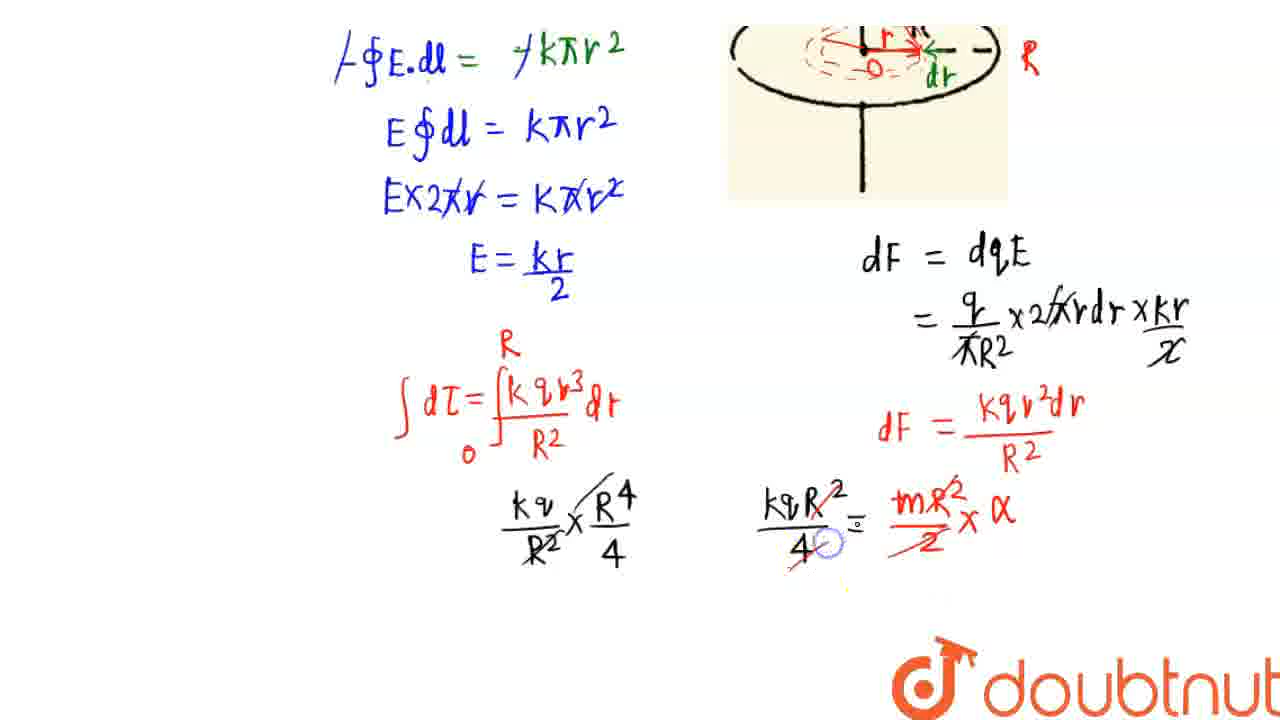 -∮E.dl = -kπr²
E∮dl = kπr²
E×2πr = kπr²
E = kr/2
r
O
dr
R
dF = dqE
= q/πR² × 2πrdr × kr/2
∫dτ = ∫₀ᴿ kqr³/R² dr
dF = kqr²dr/R²
kq/R² × R⁴/4
kqR²/4 = mR²/2 × α
doubtnut